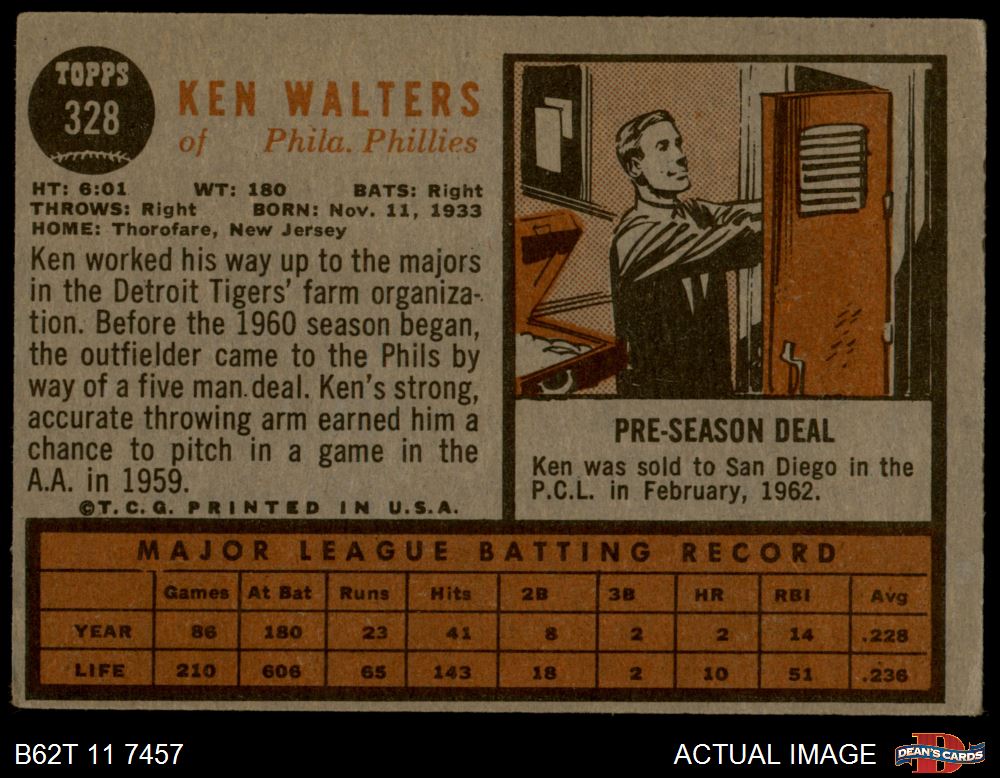 TOPPS
328
KEN WALTERS
of Phila. Phillies
HT: 6:01 WT: 180 BATS: Right
THROWS: Right BORN: Nov. 11, 1933
HOME: Thorofare, New Jersey
Ken worked his way up to the majors
in the Detroit Tigers' farm organiza-
tion. Before the 1960 season began,
the outfielder came to the Phils by
way of a five man deal. Ken's strong,
accurate throwing arm earned him a
chance to pitch in a game in the
A.A. in 1959.
©T.C.G. PRINTED IN U.S.A.
PRE-SEASON DEAL
Ken was sold to San Diego in the
P.C.L. in February, 1962.
MAJOR LEAGUE BATTING RECORD
Games At Bat Runs Hits 2B 3B HR RBI Avg
YEAR 86 180 23 41 8 2 2 14 .228
LIFE 210 606 65 143 18 2 10 51 .236
B62T 11 7457
ACTUAL IMAGE
DEAN'S CARDS